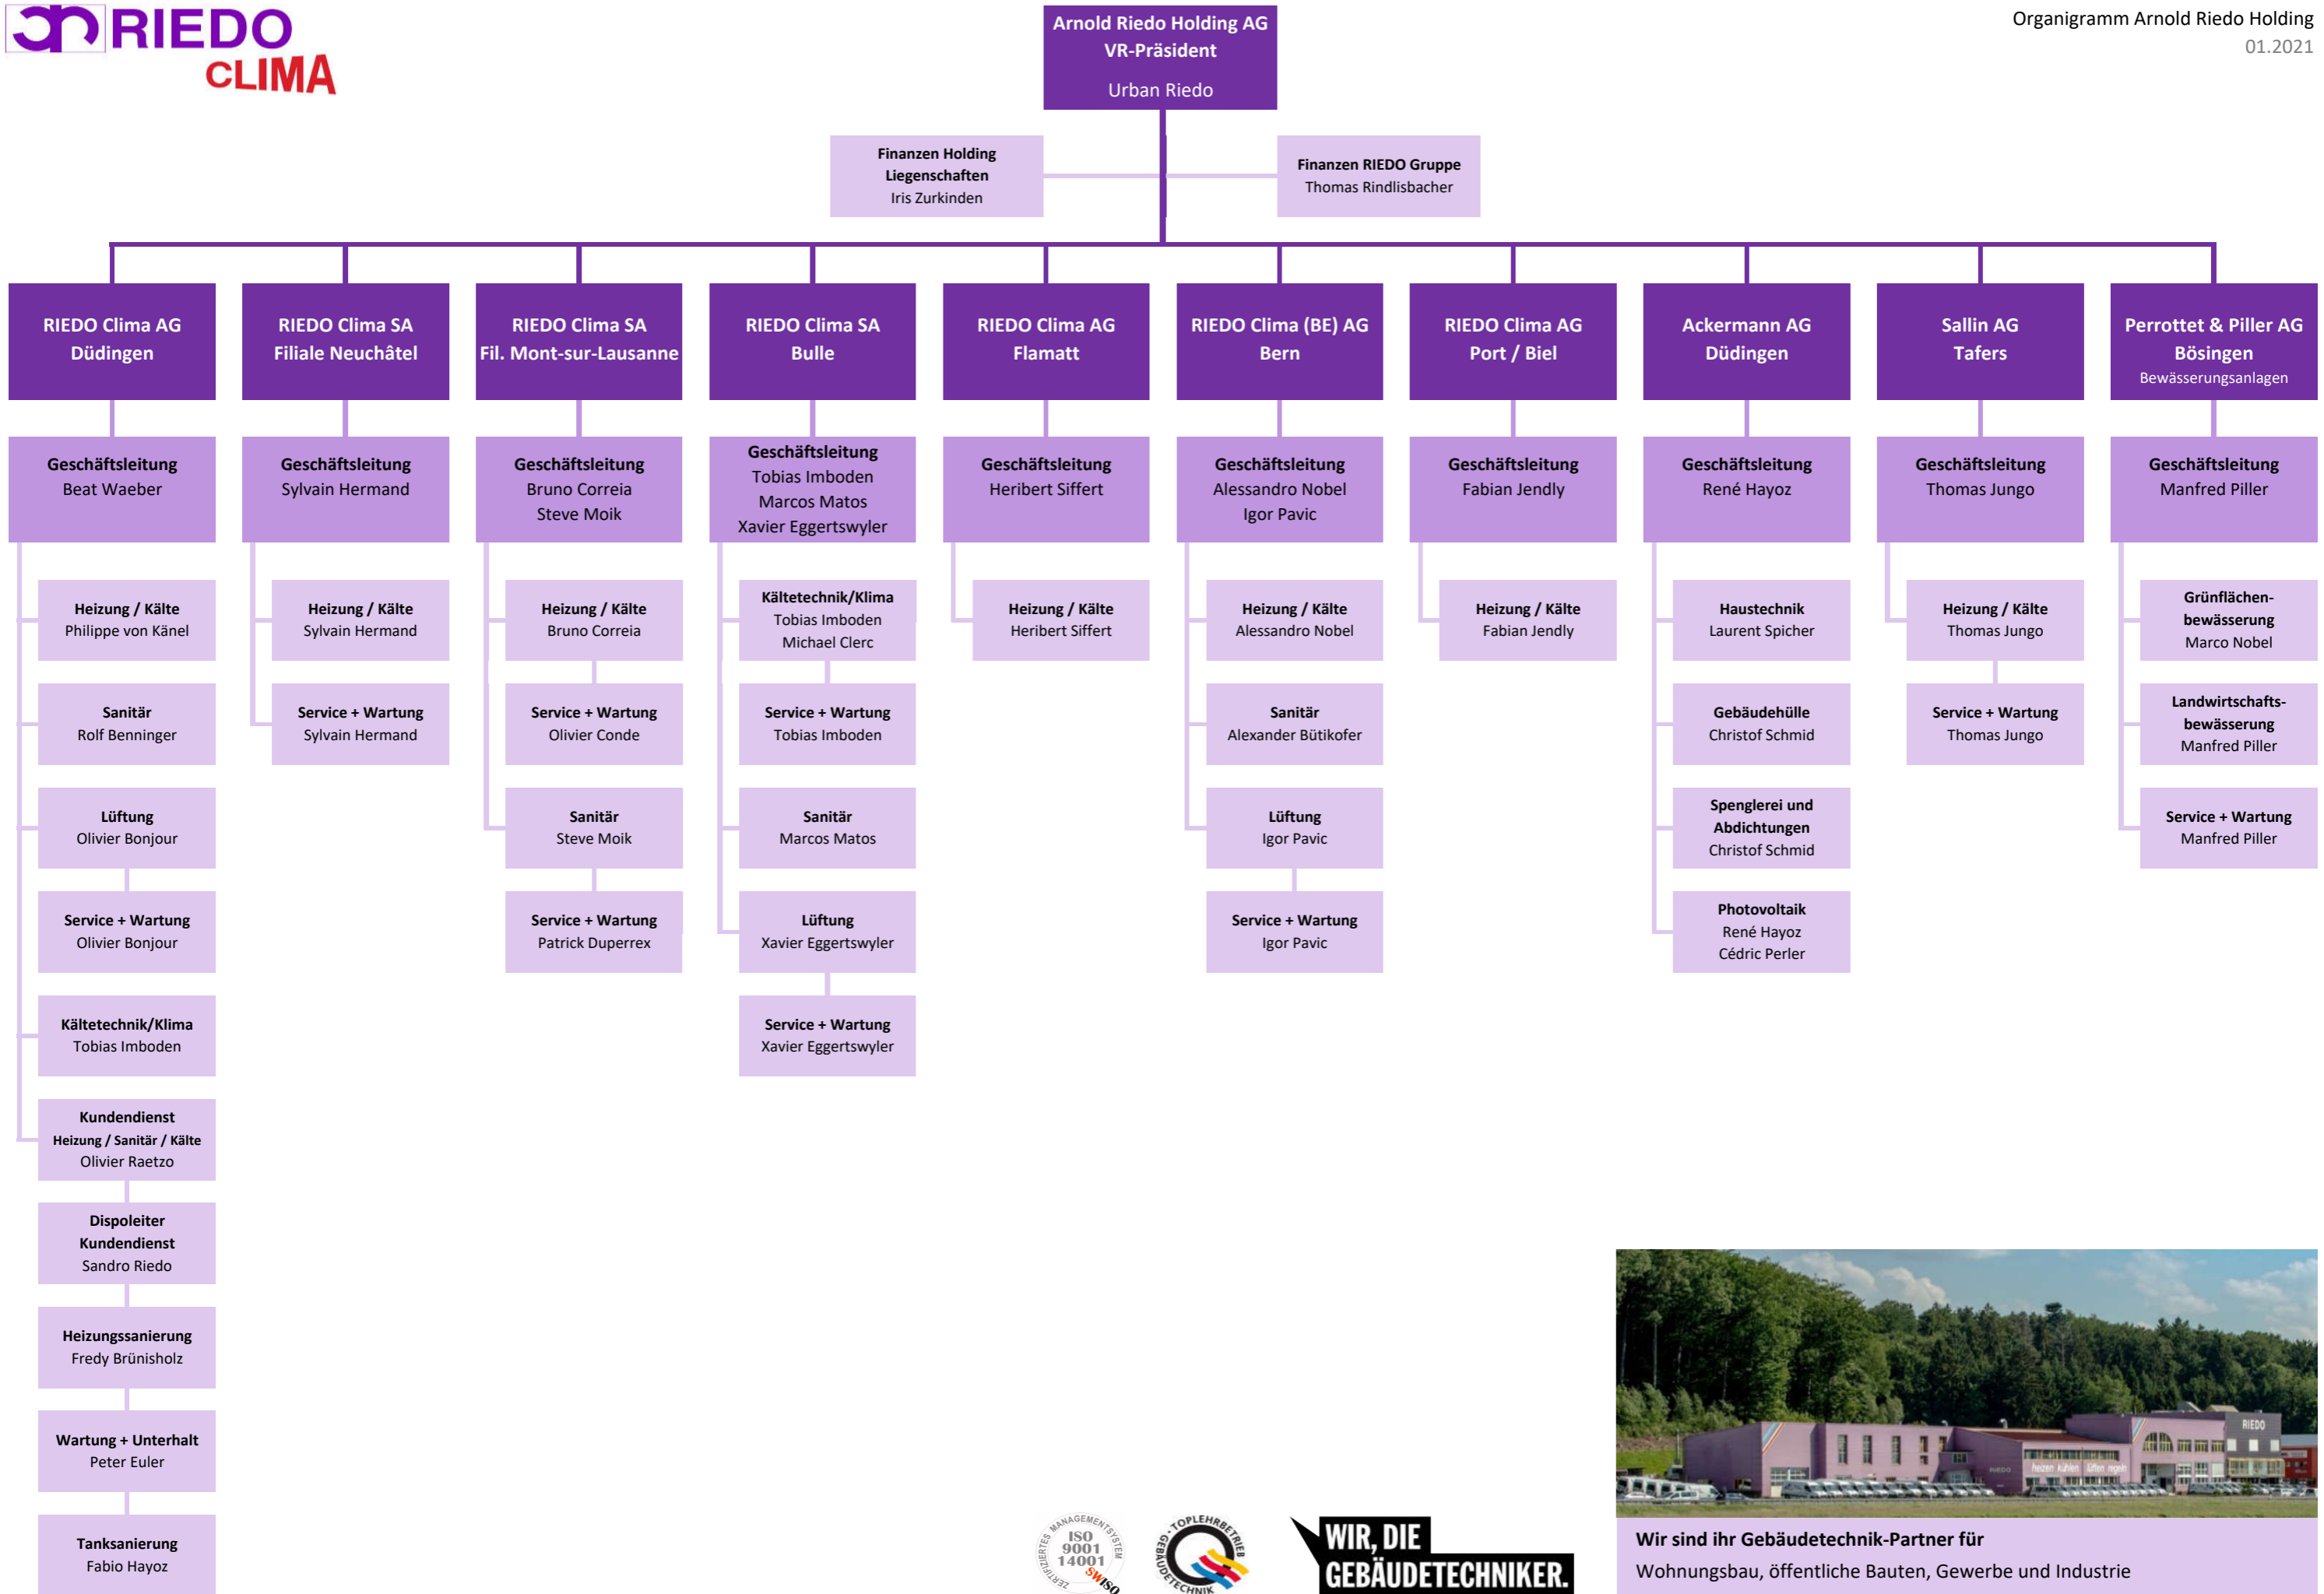 RIEDO
CLIMA
Arnold Riedo Holding AG
VR-Präsident
Urban Riedo
Organigramm Arnold Riedo Holding
01.2021
Finanzen Holding
Liegenschaften
Iris Zurkinden
Finanzen RIEDO Gruppe
Thomas Rindlisbacher
RIEDO Clima AG
Düdingen
Geschäftsleitung
Beat Waeber
Heizung / Kälte
Philippe von Känel
Sanitär
Rolf Benninger
Lüftung
Olivier Bonjour
Service + Wartung
Olivier Bonjour
Kältetechnik/Klima
Tobias Imboden
Kundendienst
Heizung / Sanitär / Kälte
Olivier Raetzo
Dispoleiter
Kundendienst
Sandro Riedo
Heizungssanierung
Fredy Brünisholz
Wartung + Unterhalt
Peter Euler
Tanksanierung
Fabio Hayoz
RIEDO Clima SA
Filiale Neuchâtel
Geschäftsleitung
Sylvain Hermand
Heizung / Kälte
Sylvain Hermand
Service + Wartung
Sylvain Hermand
RIEDO Clima SA
Fil. Mont-sur-Lausanne
Geschäftsleitung
Bruno Correia
Steve Moik
Heizung / Kälte
Bruno Correia
Service + Wartung
Olivier Conde
Sanitär
Steve Moik
Service + Wartung
Patrick Duperrex
RIEDO Clima SA
Bulle
Geschäftsleitung
Tobias Imboden
Marcos Matos
Xavier Eggertswyler
Kältetechnik/Klima
Tobias Imboden
Michael Clerc
Service + Wartung
Tobias Imboden
Sanitär
Marcos Matos
Lüftung
Xavier Eggertswyler
Service + Wartung
Xavier Eggertswyler
RIEDO Clima AG
Flamatt
Geschäftsleitung
Heribert Siffert
Heizung / Kälte
Heribert Siffert
RIEDO Clima (BE) AG
Bern
Geschäftsleitung
Alessandro Nobel
Igor Pavic
Heizung / Kälte
Alessandro Nobel
Sanitär
Alexander Bütikofer
Lüftung
Igor Pavic
Service + Wartung
Igor Pavic
RIEDO Clima AG
Port / Biel
Geschäftsleitung
Fabian Jendly
Heizung / Kälte
Fabian Jendly
Ackermann AG
Düdingen
Geschäftsleitung
René Hayoz
Haustechnik
Laurent Spicher
Gebäudehülle
Christof Schmid
Spenglerei und
Abdichtungen
Christof Schmid
Photovoltaik
René Hayoz
Cédric Perler
Sallin AG
Tafers
Geschäftsleitung
Thomas Jungo
Heizung / Kälte
Thomas Jungo
Service + Wartung
Thomas Jungo
Perrottet & Piller AG
Bösingen
Bewässerungsanlagen
Geschäftsleitung
Manfred Piller
Grünflächen-
bewässerung
Marco Nobel
Landwirtschafts-
bewässerung
Manfred Piller
Service + Wartung
Manfred Piller
ZERTIFIZIERTES MANAGEMENTSYSTEM
ISO
9001
14001
SWISO
TOPLEHRBETRIEB
GEBÄUDETECHNIK
WIR, DIE
GEBÄUDETECHNIKER.
RIEDO
RIEDO
heizen kühlen lüften regeln
Wir sind ihr Gebäudetechnik-Partner für
Wohnungsbau, öffentliche Bauten, Gewerbe und Industrie